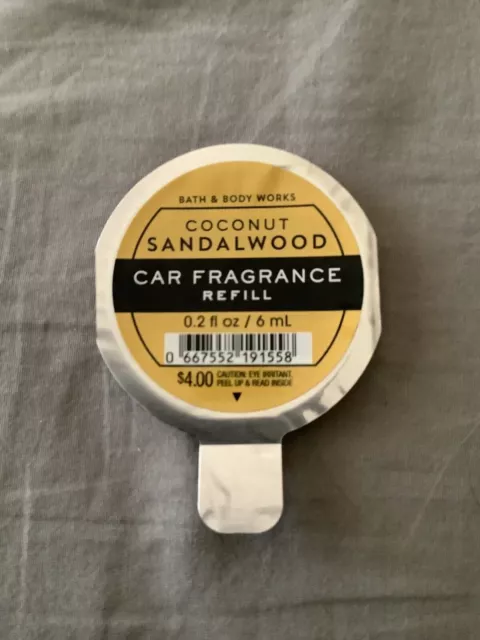 BATH & BODY WORKS
COCONUT
SANDALWOOD
CAR FRAGRANCE
REFILL
0.2 fl oz / 6 mL
0 667552 191558
$4.00 CAUTION: EYE IRRITANT.
PEEL UP & READ INSIDE